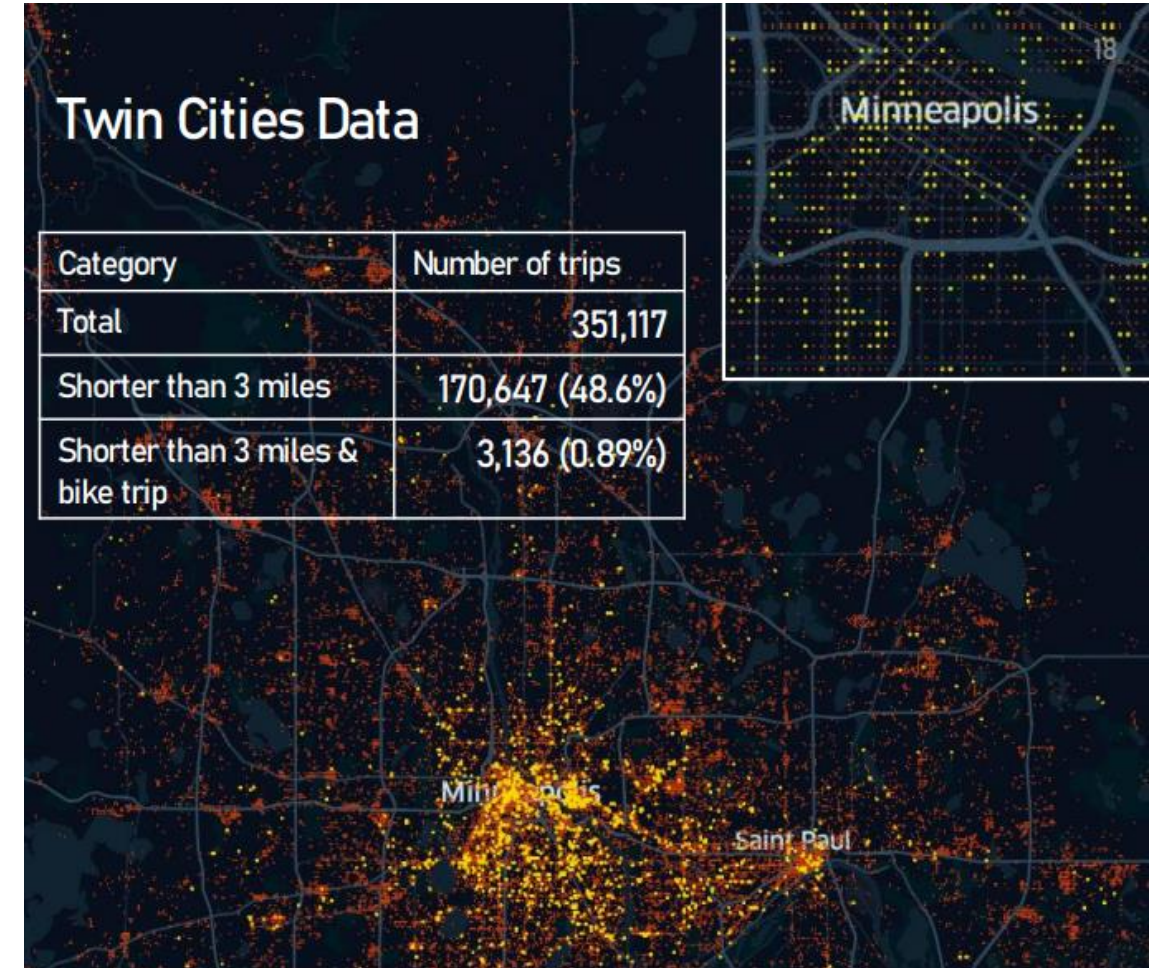 18
Minneapolis
Twin Cities Data
Category Number of trips
Total 351,117
Shorter than 3 miles 170,647 (48.6%)
Shorter than 3 miles & 3,136 (0.89%)
bike trip
Minneapolis
Saint Paul